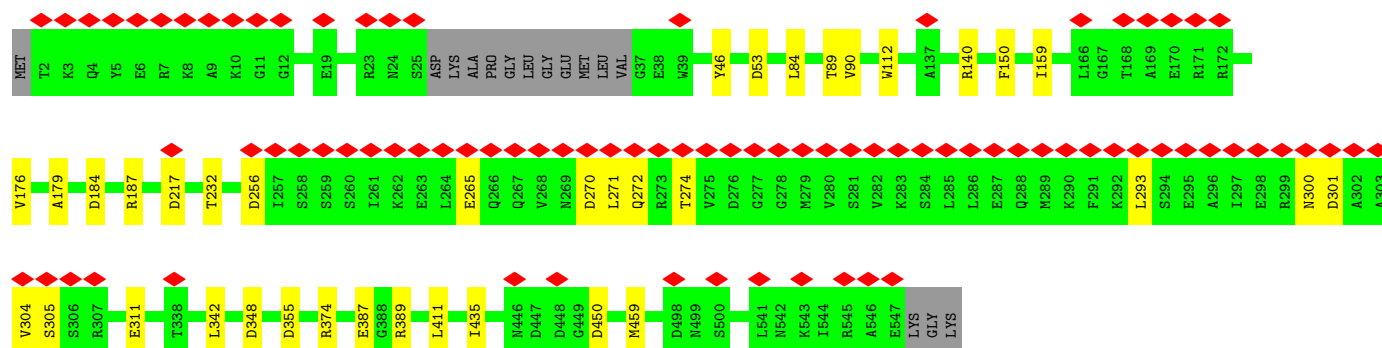 MET T2 K3 Q4 Y5 E6 R7 K8 A9 K10 G11 G12 E19 R23 N24 S25 ASP LYS ALA PRO GLY LEU GLY GLU MET LEU VAL G37 E38 W39 Y46 D53 L84 T89 V90 W112 A137 R140 F150 I159 L166 G167 T168 A169 E170 R171 R172
V176 A179 D184 R187 D217 T232 D256 I257 S258 S259 S260 I261 K262 E263 L264 E265 Q266 Q267 V268 N269 D270 L271 Q272 R273 T274 V275 D276 G277 G278 M279 V280 S281 V282 K283 S284 L285 L286 E287 Q288 M289 K290 F291 K292 L293 S294 E295 A296 I297 E298 R299 N300 D301 A302 A303
V304 S305 S306 R307 E311 T338 L342 D348 D355 R374 E387 G388 R389 L411 I435 N446 D447 D448 G449 D450 M459 D498 N499 S500 L541 N542 K543 I544 R545 A546 E547 LYS GLY LYS